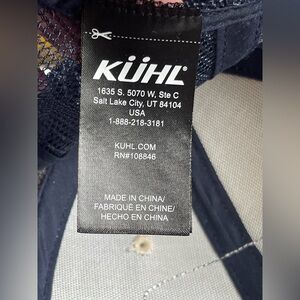 KÜHL®
1635 S. 5070 W, Ste C
Salt Lake City, UT 84104
USA
1-888-218-3181
KUHL.COM
RN#108846
MADE IN CHINA/
FABRIQUÉ EN CHINE/
HECHO EN CHINA